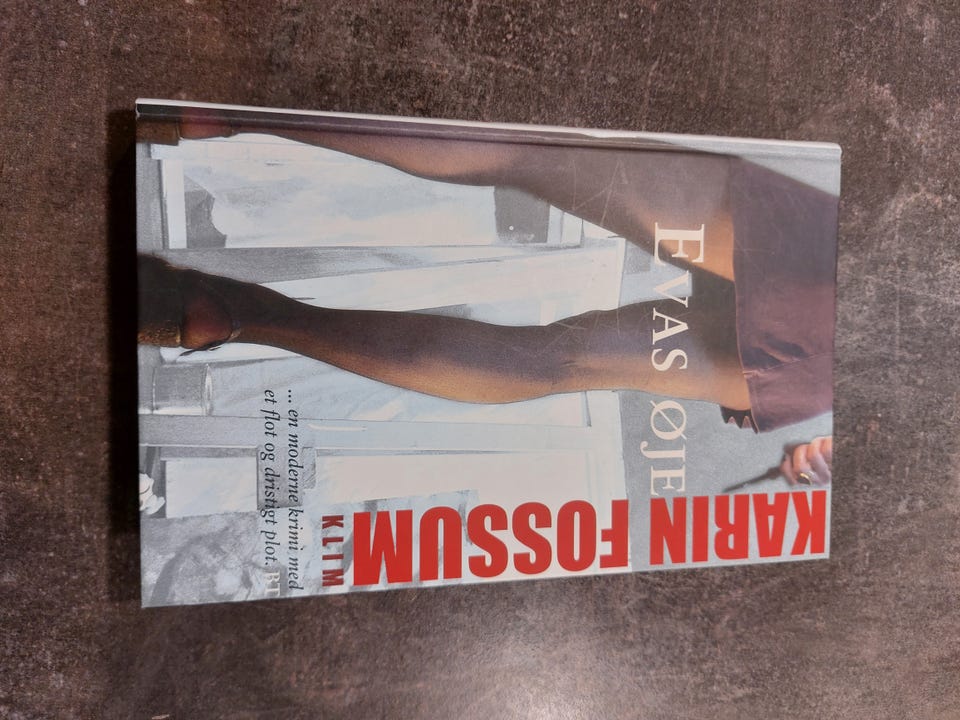 KARIN FOSSUM
EVAS ØJE
... en moderne krimi med
et flot og dristigt plot. BT
KLIM